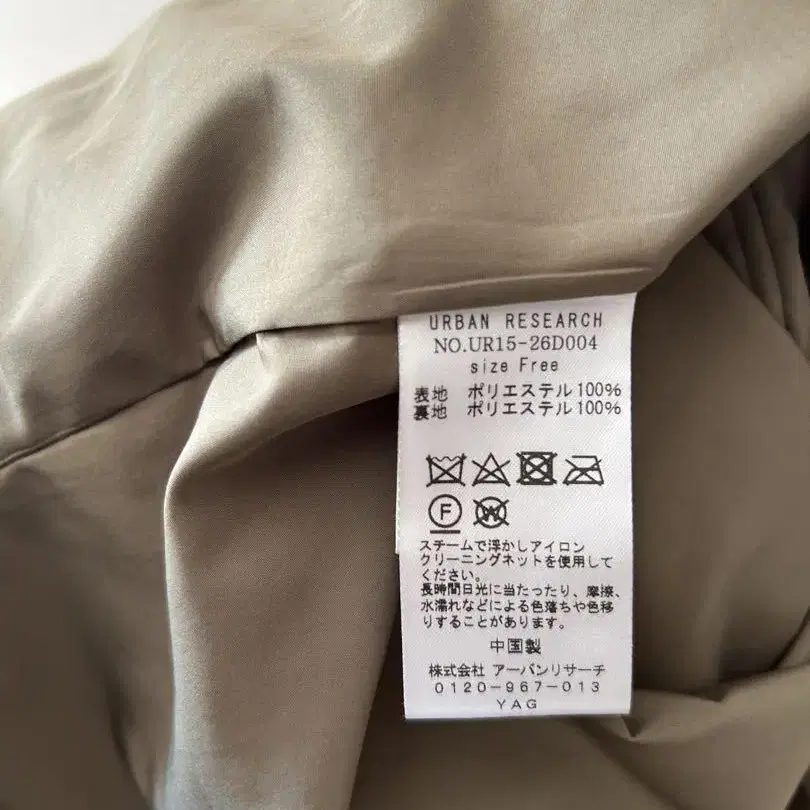 URBAN RESEARCH
NO.UR15-26D004
size Free
表地 ポリエステル100%
裏地 ポリエステル100%
F W
スチームで浮かしアイロン
クリーニングネットを使用して
ください。
長時間日光に当たったり、摩擦、
水濡れなどによる色落ちや色移
りすることがあります。
中国製
株式会社 アーバンリサーチ
0120-967-013
YAG